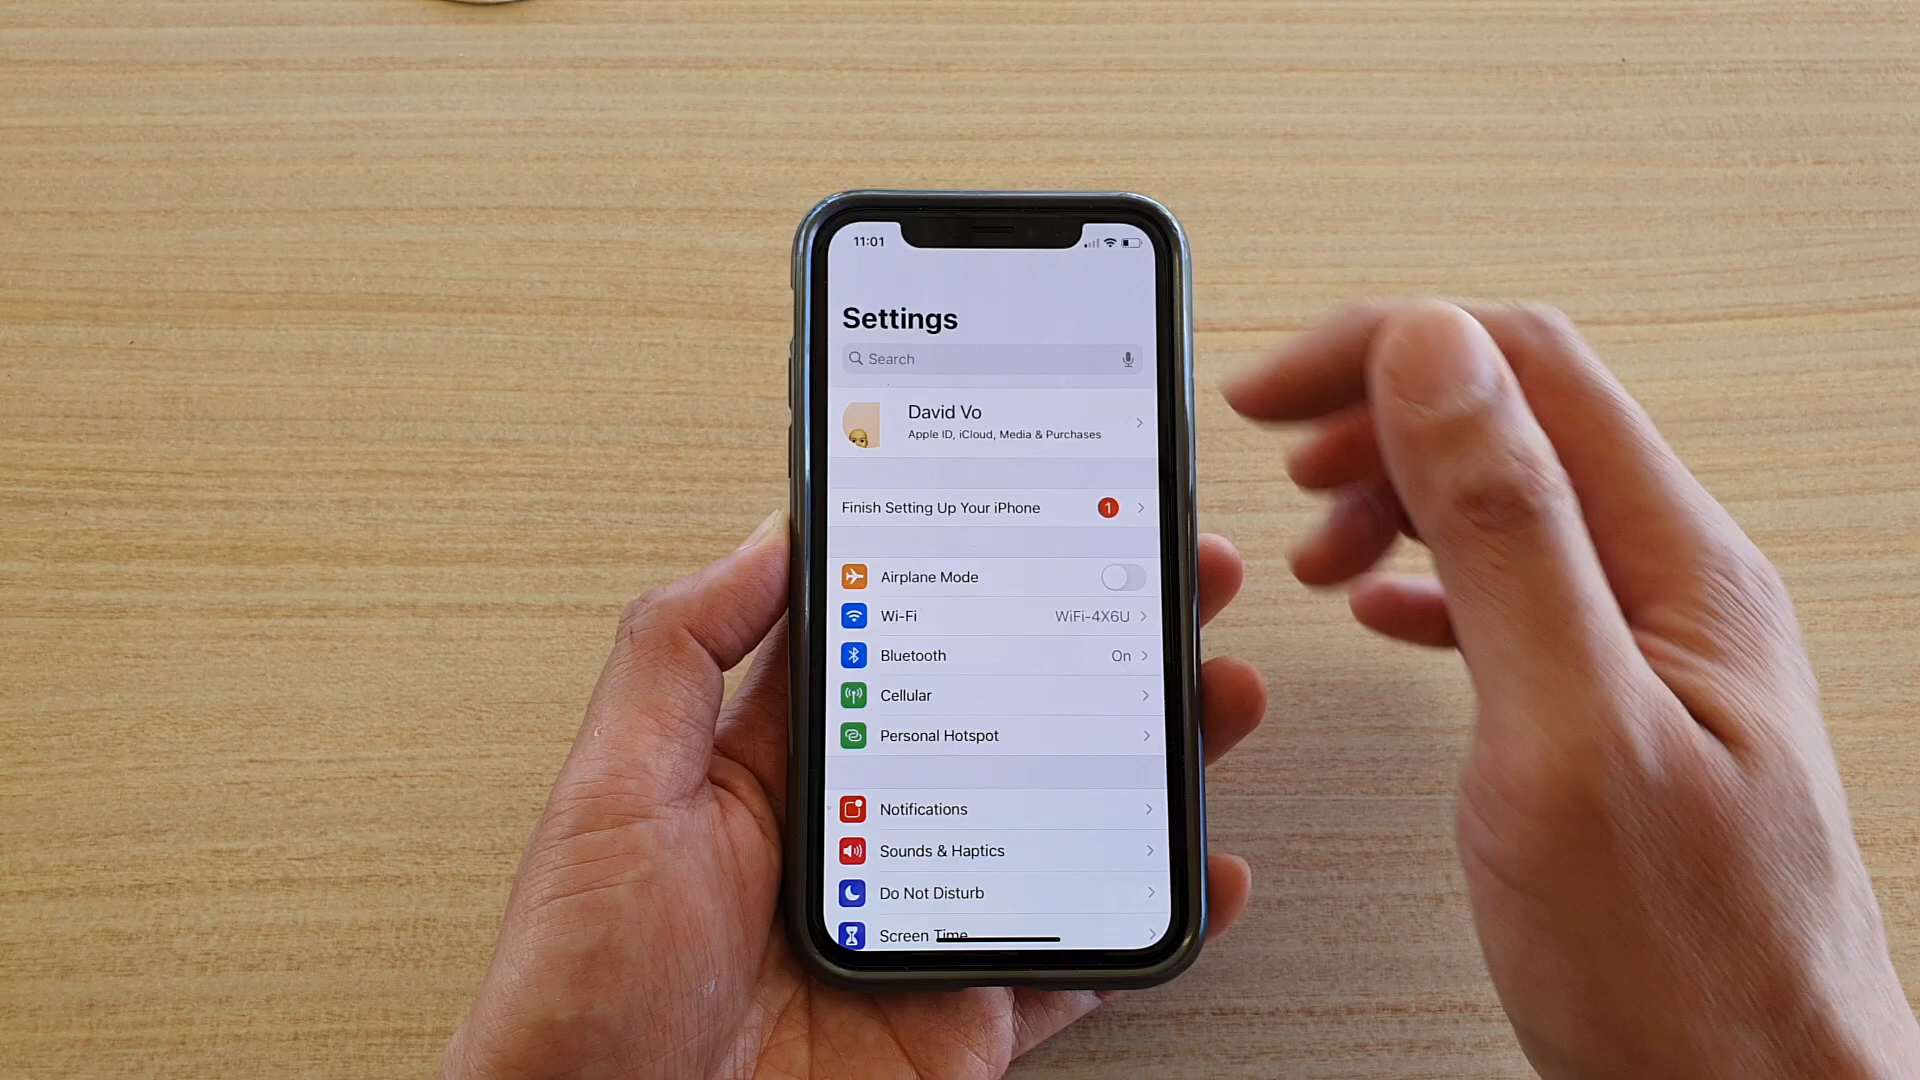 11:01
Settings
Search
David Vo
Apple ID, iCloud, Media & Purchases
Finish Setting Up Your iPhone 1
Airplane Mode
Wi-Fi WiFi-4X6U
Bluetooth On
Cellular
Personal Hotspot
Notifications
Sounds & Haptics
Do Not Disturb
Screen Time